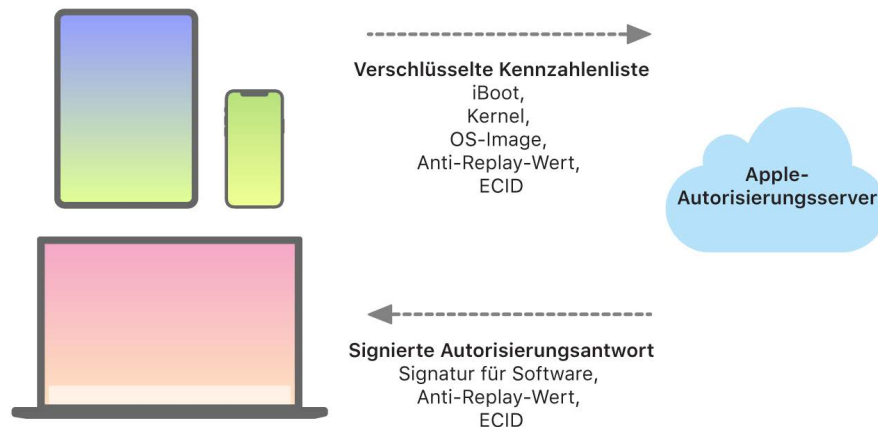 Verschlüsselte Kennzahlenliste
iBoot,
Kernel,
OS-Image,
Anti-Replay-Wert,
ECID
Apple-
Autorisierungsserver
Signierte Autorisierungsantwort
Signatur für Software,
Anti-Replay-Wert,
ECID